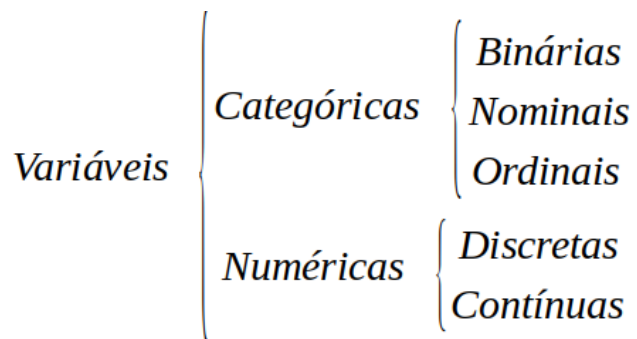 Variáveis
Categóricas
Binárias
Nominais
Ordinais
Numéricas
Discretas
Contínuas